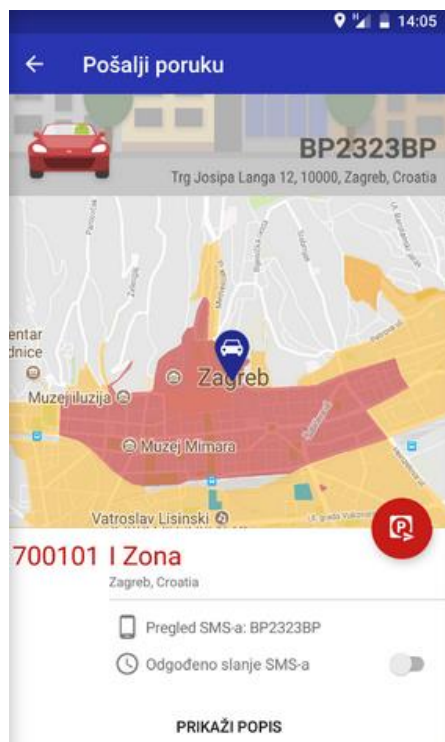 14:05
Pošalji poruku
BP2323BP
Trg Josipa Langa 12, 10000, Zagreb, Croatia
Zagreb
Muzej iluzija
Muzej Mimara
Vatroslav Lisinski
700101 I Zona
Zagreb, Croatia
Pregled SMS-a: BP2323BP
Odgođeno slanje SMS-a
PRIKAŽI POPIS